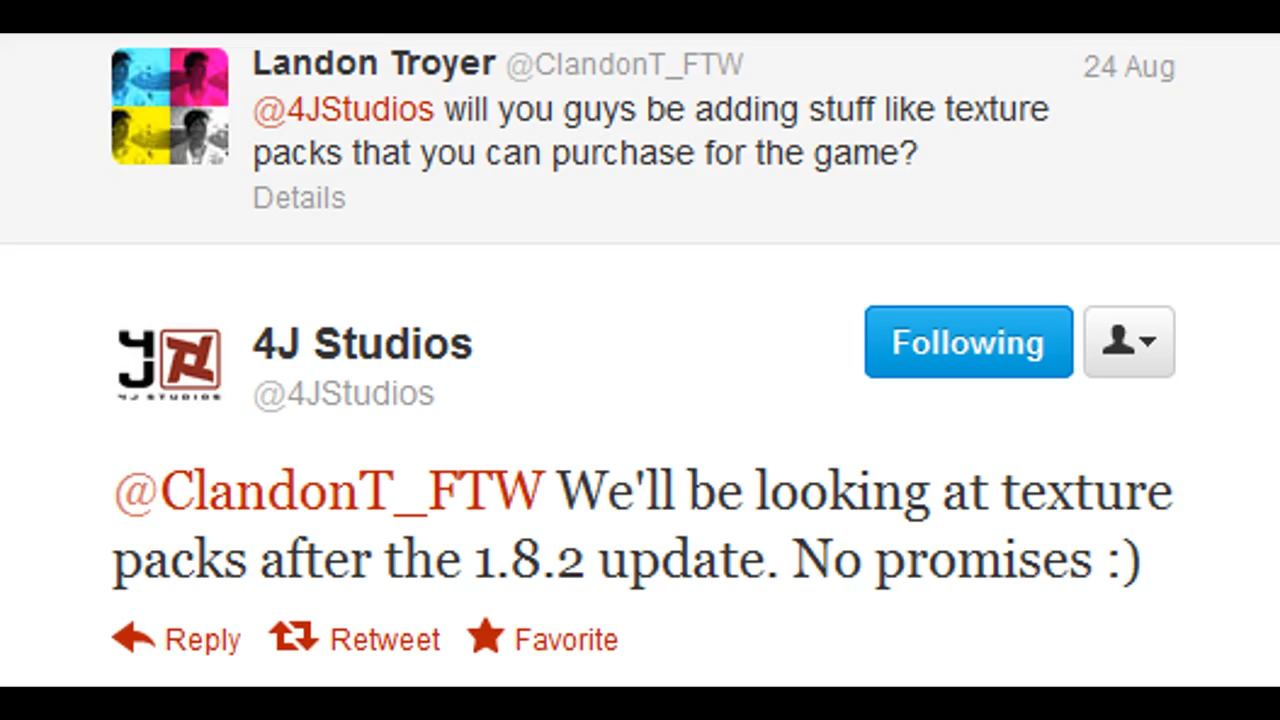 Landon Troyer @ClandonT_FTW 24 Aug
@4JStudios will you guys be adding stuff like texture
packs that you can purchase for the game?
Details
4J Studios Following
4J STUDIOS
@4JStudios
@ClandonT_FTW We'll be looking at texture
packs after the 1.8.2 update. No promises :)
Reply Retweet Favorite